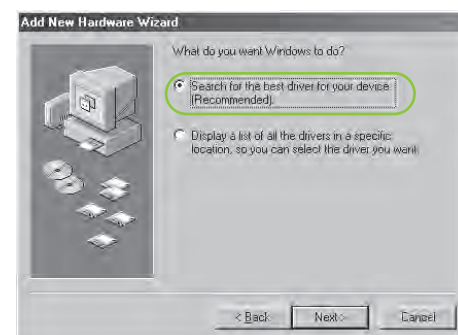 Add New Hardware Wizard
What do you want Windows to do?
Search for the best driver for your device
(Recommended).
Display a list of all the drivers in a specific
location, so you can select the driver you want.
< Back
Next >
Cancel